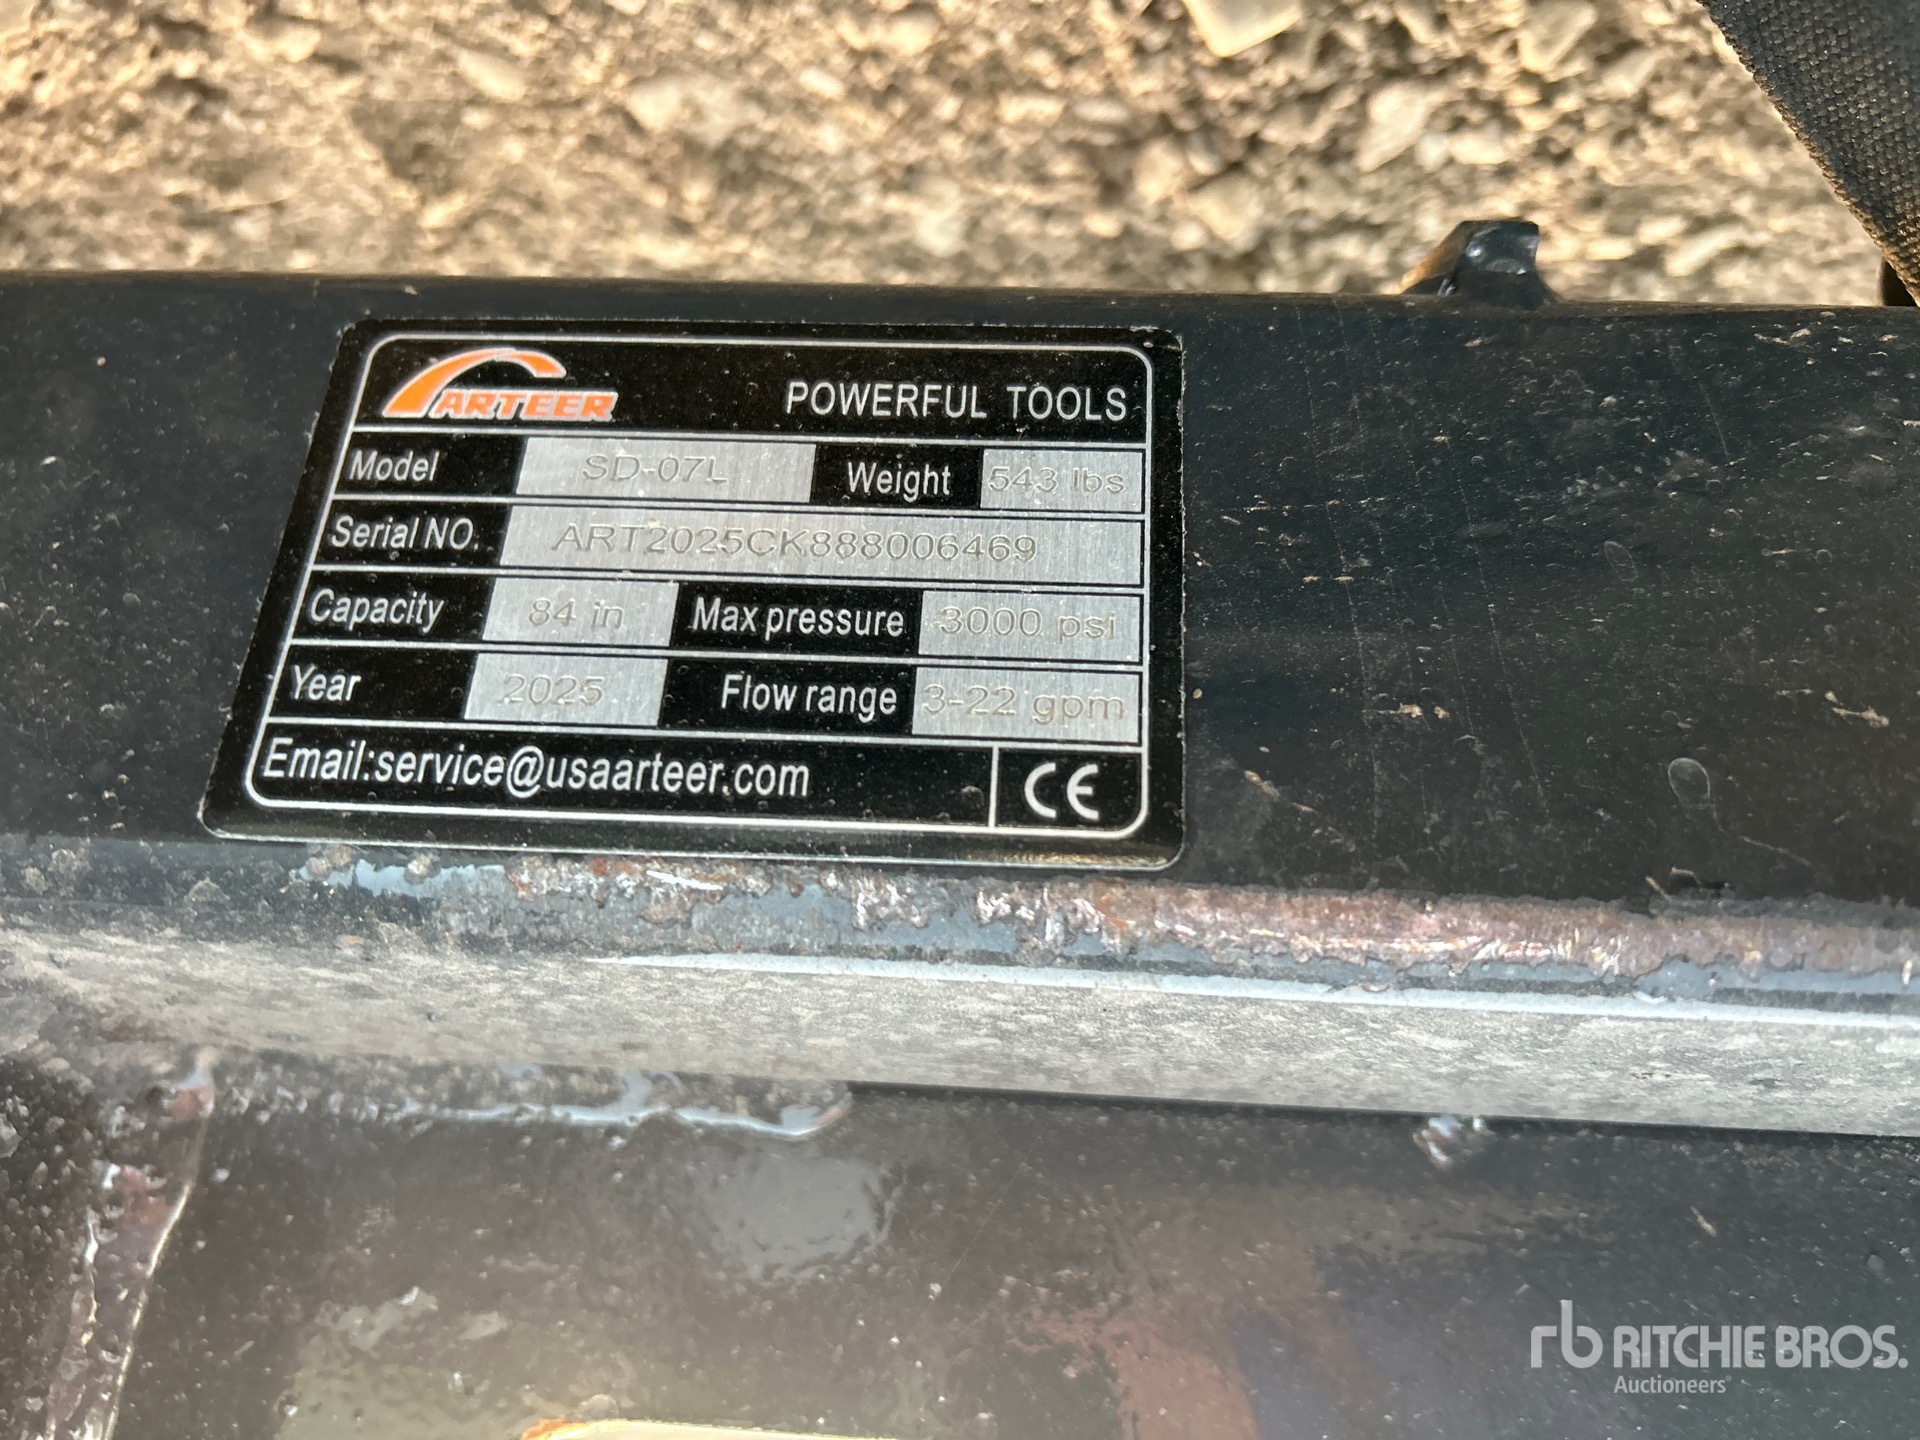 ARTEER POWERFUL TOOLS
Model SD-07L Weight 543 lbs
Serial NO. ART2025CK888006469
Capacity 84 in Max pressure 3000 psi
Year 2025 Flow range 3-22 gpm
Email:service@usaarteer.com CE
rb RITCHIE BROS.
Auctioneers